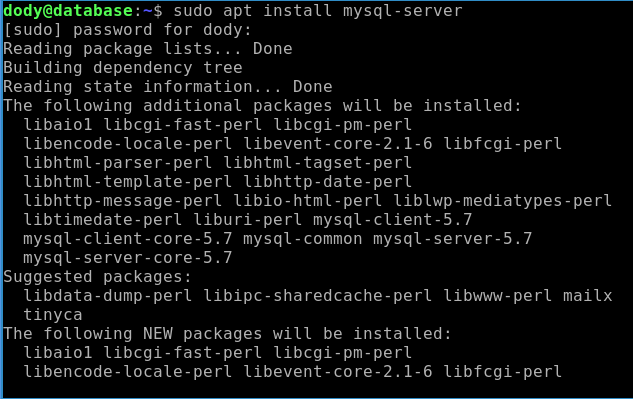 dody@database:~$ sudo apt install mysql-server
[sudo] password for dody:
Reading package lists... Done
Building dependency tree
Reading state information... Done
The following additional packages will be installed:
  libaio1 libcgi-fast-perl libcgi-pm-perl
  libencode-locale-perl libevent-core-2.1-6 libfcgi-perl
  libhtml-parser-perl libhtml-tagset-perl
  libhtml-template-perl libhttp-date-perl
  libhttp-message-perl libio-html-perl liblwp-mediatypes-perl
  libtimedate-perl liburi-perl mysql-client-5.7
  mysql-client-core-5.7 mysql-common mysql-server-5.7
  mysql-server-core-5.7
Suggested packages:
  libdata-dump-perl libipc-sharedcache-perl libwww-perl mailx
  tinyca
The following NEW packages will be installed:
  libaio1 libcgi-fast-perl libcgi-pm-perl
  libencode-locale-perl libevent-core-2.1-6 libfcgi-perl